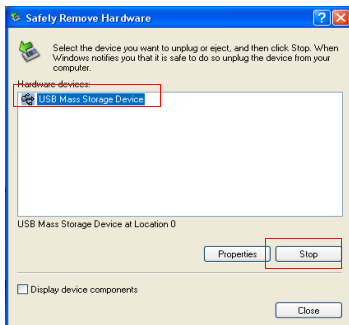 Safely Remove Hardware
Select the device you want to unplug or eject, and then click Stop. When
Windows notifies you that it is safe to do so unplug the device from your
computer.
Hardware devices:
USB Mass Storage Device
USB Mass Storage Device at Location 0
Properties
Stop
Display device components
Close